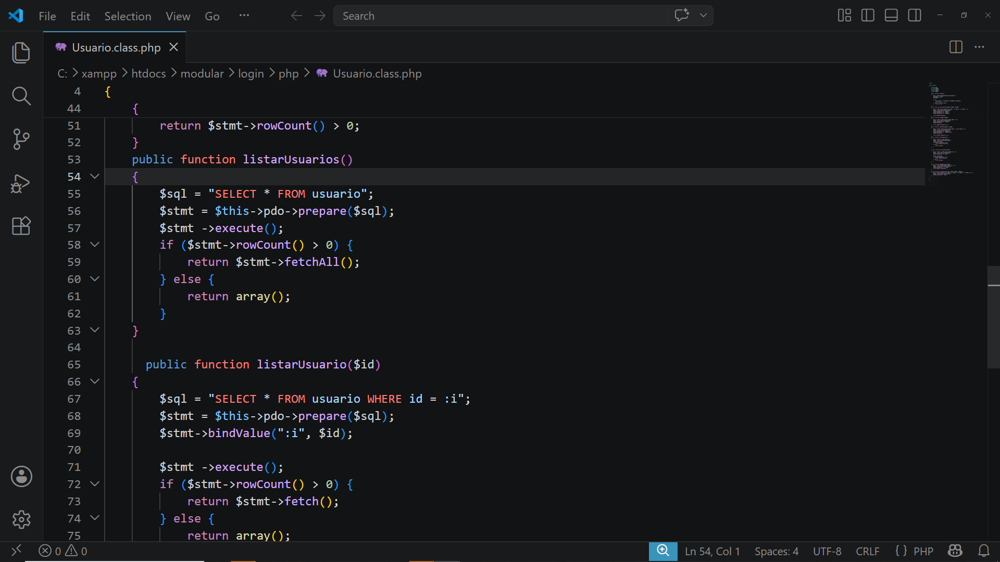 File Edit Selection View Go ··· Search
Usuario.class.php
C: > xampp > htdocs > modular > login > php > Usuario.class.php
4 {
44 {
51 return $stmt->rowCount() > 0;
52 }
53 public function listarUsuarios()
54 {
55 $sql = "SELECT * FROM usuario";
56 $stmt = $this->pdo->prepare($sql);
57 $stmt ->execute();
58 if ($stmt->rowCount() > 0) {
59 return $stmt->fetchAll();
60 } else {
61 return array();
62 }
63 }
64
65 public function listarUsuario($id)
66 {
67 $sql = "SELECT * FROM usuario WHERE id = :i";
68 $stmt = $this->pdo->prepare($sql);
69 $stmt->bindValue(":i", $id);
70
71 $stmt ->execute();
72 if ($stmt->rowCount() > 0) {
73 return $stmt->fetch();
74 } else {
75 return array();
0 0 Ln 54, Col 1 Spaces: 4 UTF-8 CRLF {} PHP